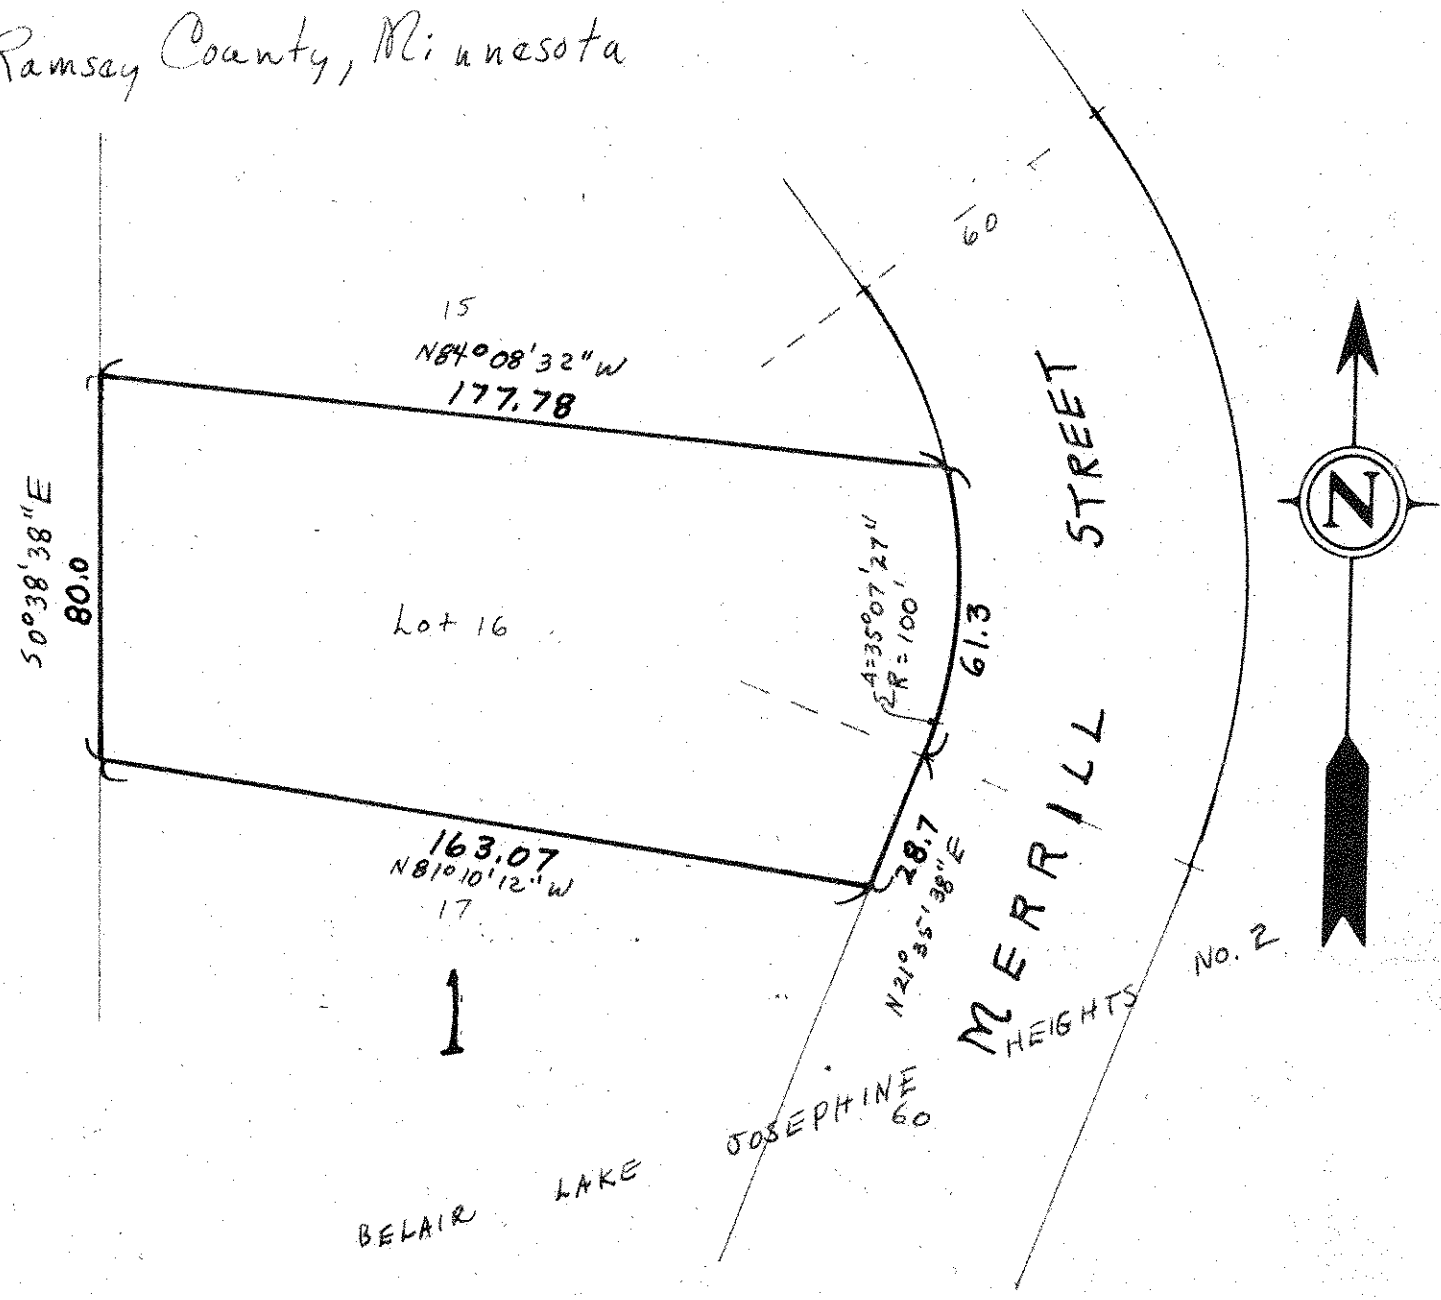 Ramsey County, Minnesota
60
15
N84°08'32"W
177.78
S0°38'38"E
80.0
Lot 16
A=35°07'27"
R=100'
61.3
MERRILL STREET
N
163.07
N81°10'12"W
17
28.7
N21°35'38"E
1
60
BELAIR LAKE JOSEPHINE HEIGHTS NO. 2